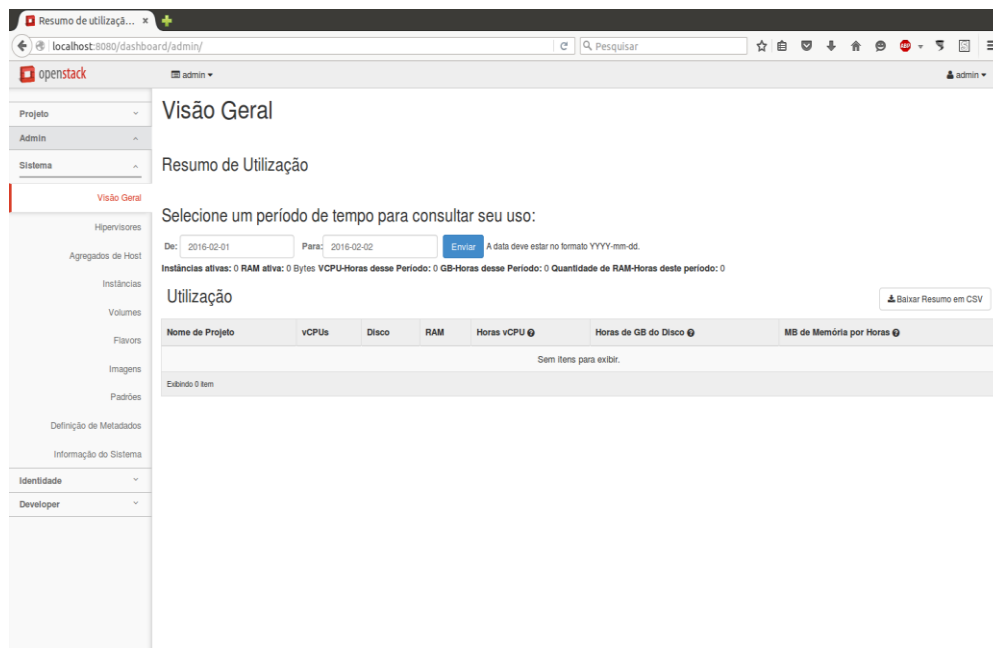 Resumo de utilizaçã...
localhost:8080/dashboard/admin/
Pesquisar
ABP
openstack
admin
admin
Projeto
Admin
Sistema
Visão Geral
Hipervisores
Agregados de Host
Instâncias
Volumes
Flavors
Imagens
Padrões
Definição de Metadados
Informação do Sistema
Identidade
Developer
Visão Geral
Resumo de Utilização
Selecione um período de tempo para consultar seu uso:
De: 2016-02-01 Para: 2016-02-02 Enviar A data deve estar no formato YYYY-mm-dd.
Instâncias ativas: 0 RAM ativa: 0 Bytes VCPU-Horas desse Período: 0 GB-Horas desse Período: 0 Quantidade de RAM-Horas deste período: 0
Utilização
Baixar Resumo em CSV
Nome de Projeto vCPUs Disco RAM Horas vCPU Horas de GB do Disco MB de Memória por Horas
Sem itens para exibir.
Exibindo 0 item